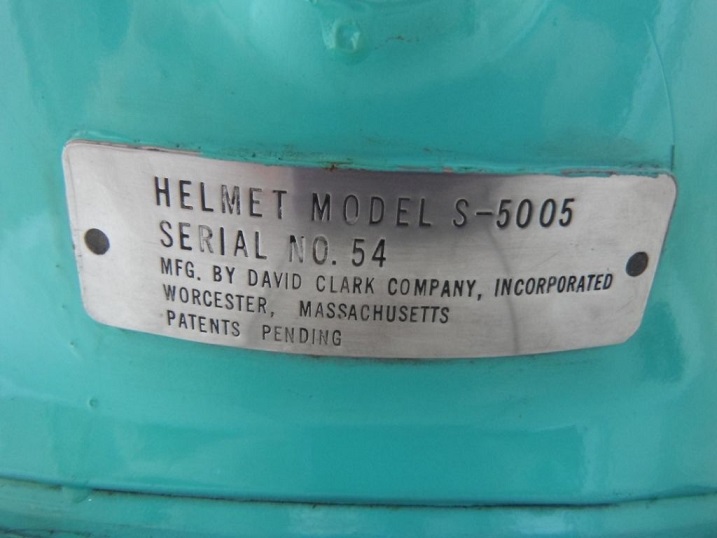 HELMET MODEL S-5005
SERIAL NO. 54
MFG. BY DAVID CLARK COMPANY, INCORPORATED
WORCESTER, MASSACHUSETTS
PATENTS PENDING